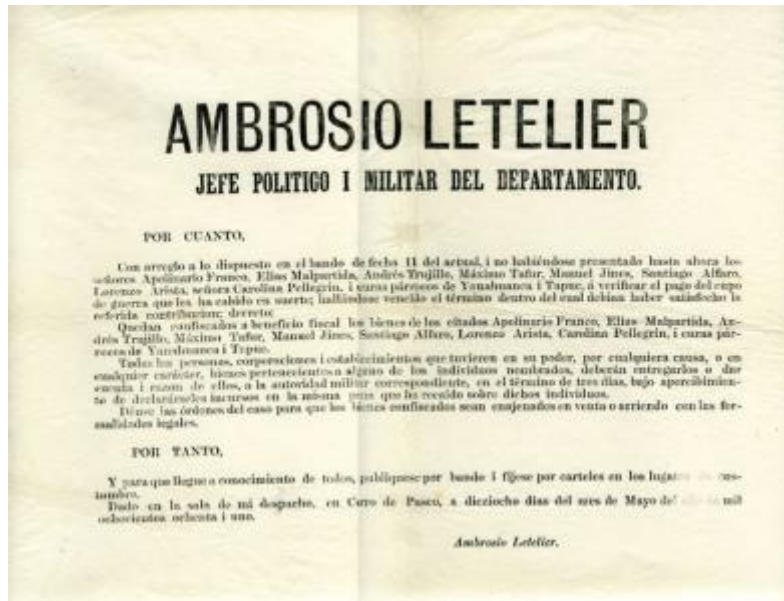 AMBROSIO LETELIER
JEFE POLITICO I MILITAR DEL DEPARTAMENTO.
POR CUANTO,
Con arreglo a lo dispuesto en el bando de fecha 11 del actual, i no habiéndose presentado hasta ahora los
señores Apolinario Franco, Elias Malpartida, Andrés Trujillo, Máximo Tafur, Manuel Jines, Santiago Alfaro,
Lorenzo Arista, señora Carolina Pellegrin, i curas párrocos de Yanahuanca i Tapuc, a verificar el pago del cupo
de guerra que les ha cabido en suerte; hallándose vencido el término dentro del cual debian haber satisfecho la
referida contribucion; decreto:
Quedan confiscados a beneficio fiscal los bienes de los citados Apolinario Franco, Elias Malpartida, An-
drés Trujillo, Máximo Tafur, Manuel Jines, Santiago Alfaro, Lorenzo Arista, Carolina Pellegrin, i curas pár-
rocos de Yanahuanca i Tapuc.
Todas las personas, corporaciones i establecimientos que tuvieren en su poder, por cualquiera causa, o en
cualquier carácter, bienes pertenecientes a alguno de los individuos nombrados, deberán entregarlos o dar
cuenta i razon de ellos, a la autoridad militar correspondiente, en el término de tres dias, bajo apercibimien-
to de declarárseles incursos en la misma pena que ha recaido sobre dichos individuos.
Dénse las órdenes del caso para que los bienes confiscados sean enajenados en venta o arriendo con las for-
malidades legales.
POR TANTO,
Y para que llegue a conocimiento de todos, publíquese por bando i fíjese por carteles en los lugares de cos-
tumbre.
Dado en la sala de mi despacho, en Cerro de Pasco, a dieziocho dias del mes de Mayo del año de mil
ochocientos ochenta i uno.
Ambrosio Letelier.